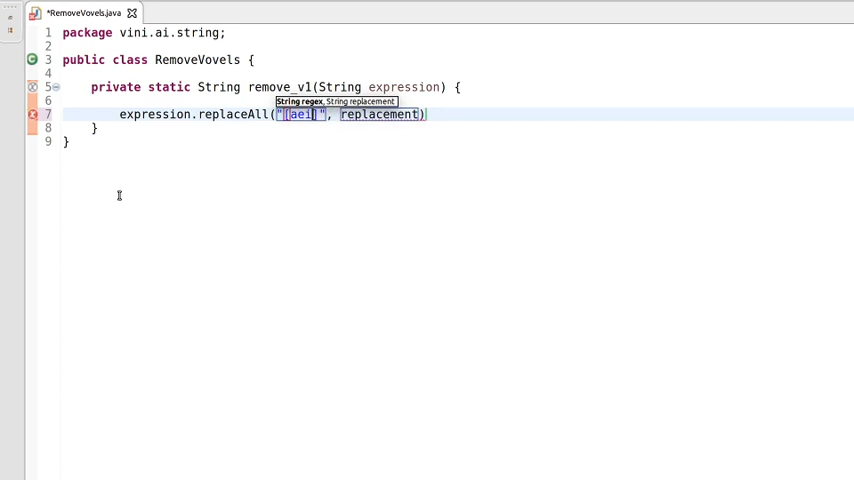 *RemoveVovels.java
1 package vini.ai.string;
2
3 public class RemoveVovels {
4
5 private static String remove_v1(String expression) {
6
String regex, String replacement
7 expression.replaceAll("[aei]", replacement)
8 }
9 }